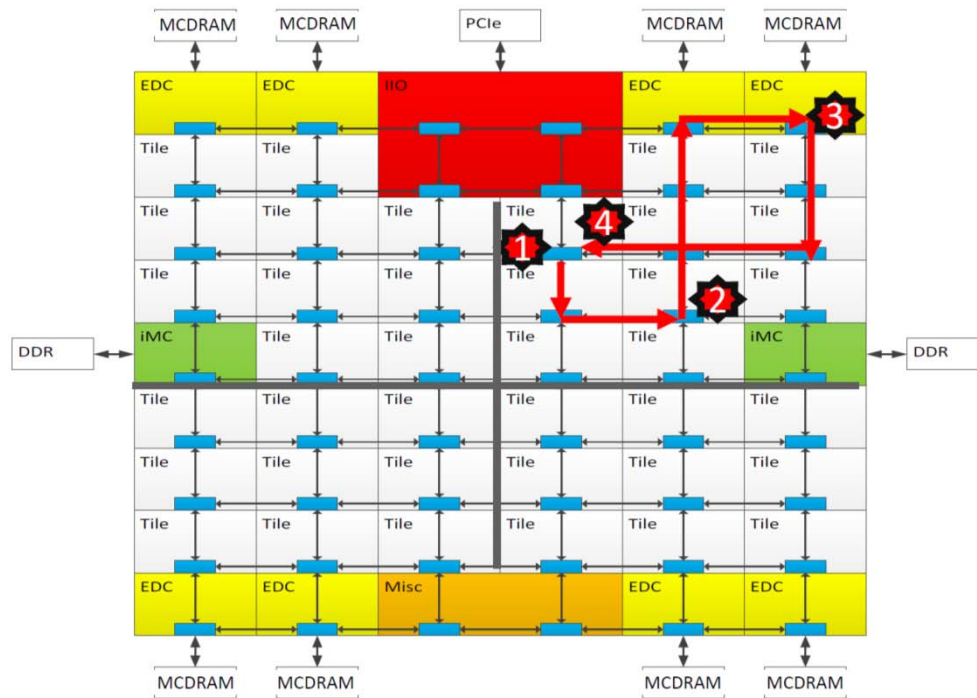 MCDRAM MCDRAM PCIe MCDRAM MCDRAM
EDC EDC IIO EDC EDC
3
Tile Tile Tile Tile
Tile Tile Tile Tile Tile Tile
4
1
Tile Tile Tile Tile Tile Tile
2
iMC Tile Tile Tile Tile iMC
DDR DDR
Tile Tile Tile Tile Tile Tile
Tile Tile Tile Tile Tile Tile
Tile Tile Tile Tile Tile Tile
EDC EDC Misc EDC EDC
MCDRAM MCDRAM MCDRAM MCDRAM